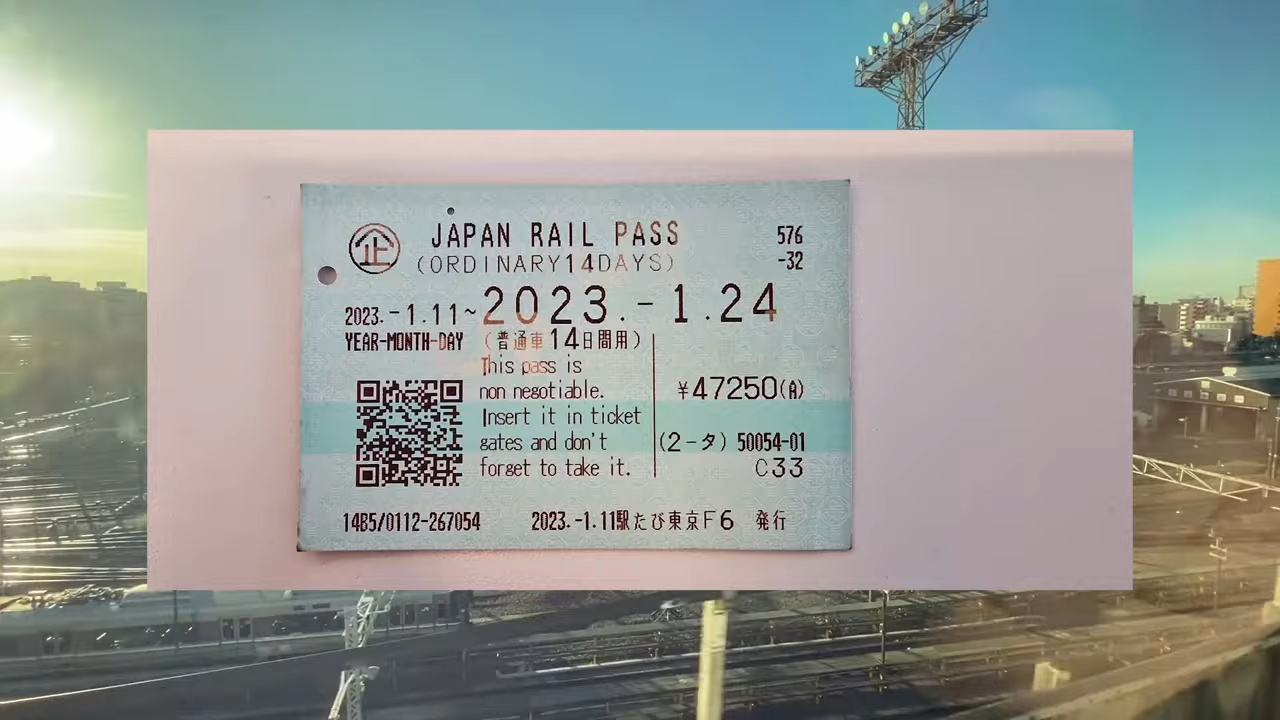 企 JAPAN RAIL PASS 576
(ORDINARY14DAYS) -32
2023.-1.11~2023.-1.24
YEAR-MONTH-DAY (普通車14日間用)
This pass is
non negotiable. ¥47250(A)
Insert it in ticket
gates and don't (2-タ) 50054-01
forget to take it. C33
14B5/0112-267054 2023.-1.11駅たび東京F6 発行